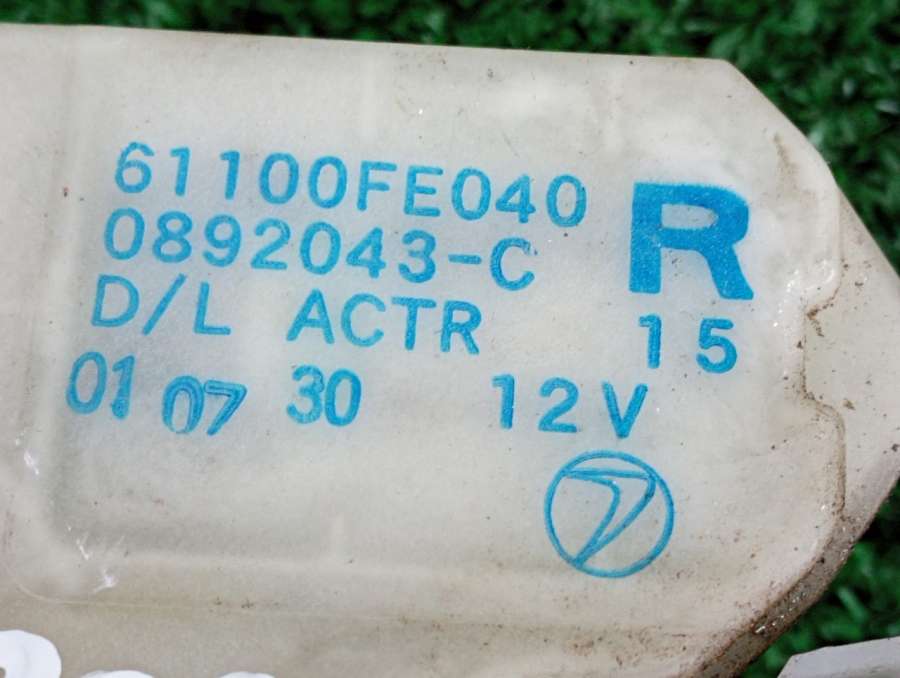 61100FE040
0892043-C
R
D/L ACTR
15
01 07 30
12V